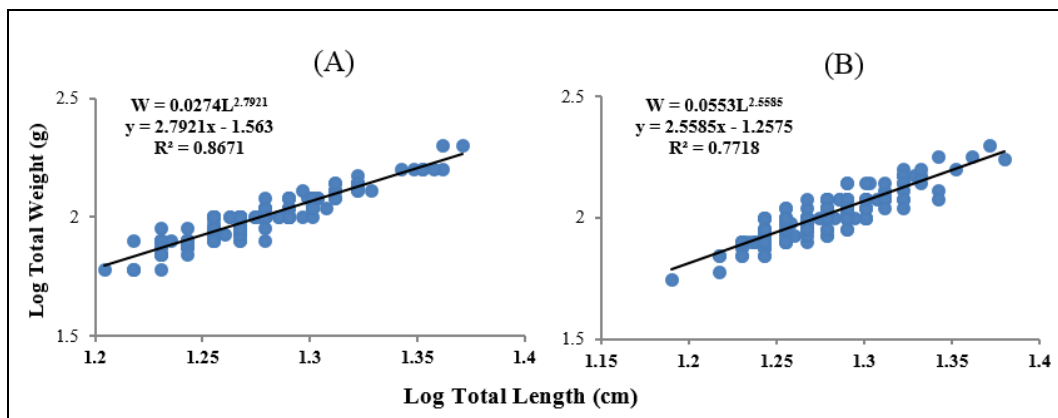 (A)
W = 0.0274L^2.7921
y = 2.7921x - 1.563
R² = 0.8671
2.5
2
1.5
1.2
1.25
1.3
1.35
1.4
Log Total Weight (g)
(B)
W = 0.0553L^2.5585
y = 2.5585x - 1.2575
R² = 0.7718
2.5
2
1.5
1.15
1.2
1.25
1.3
1.35
1.4
Log Total Length (cm)